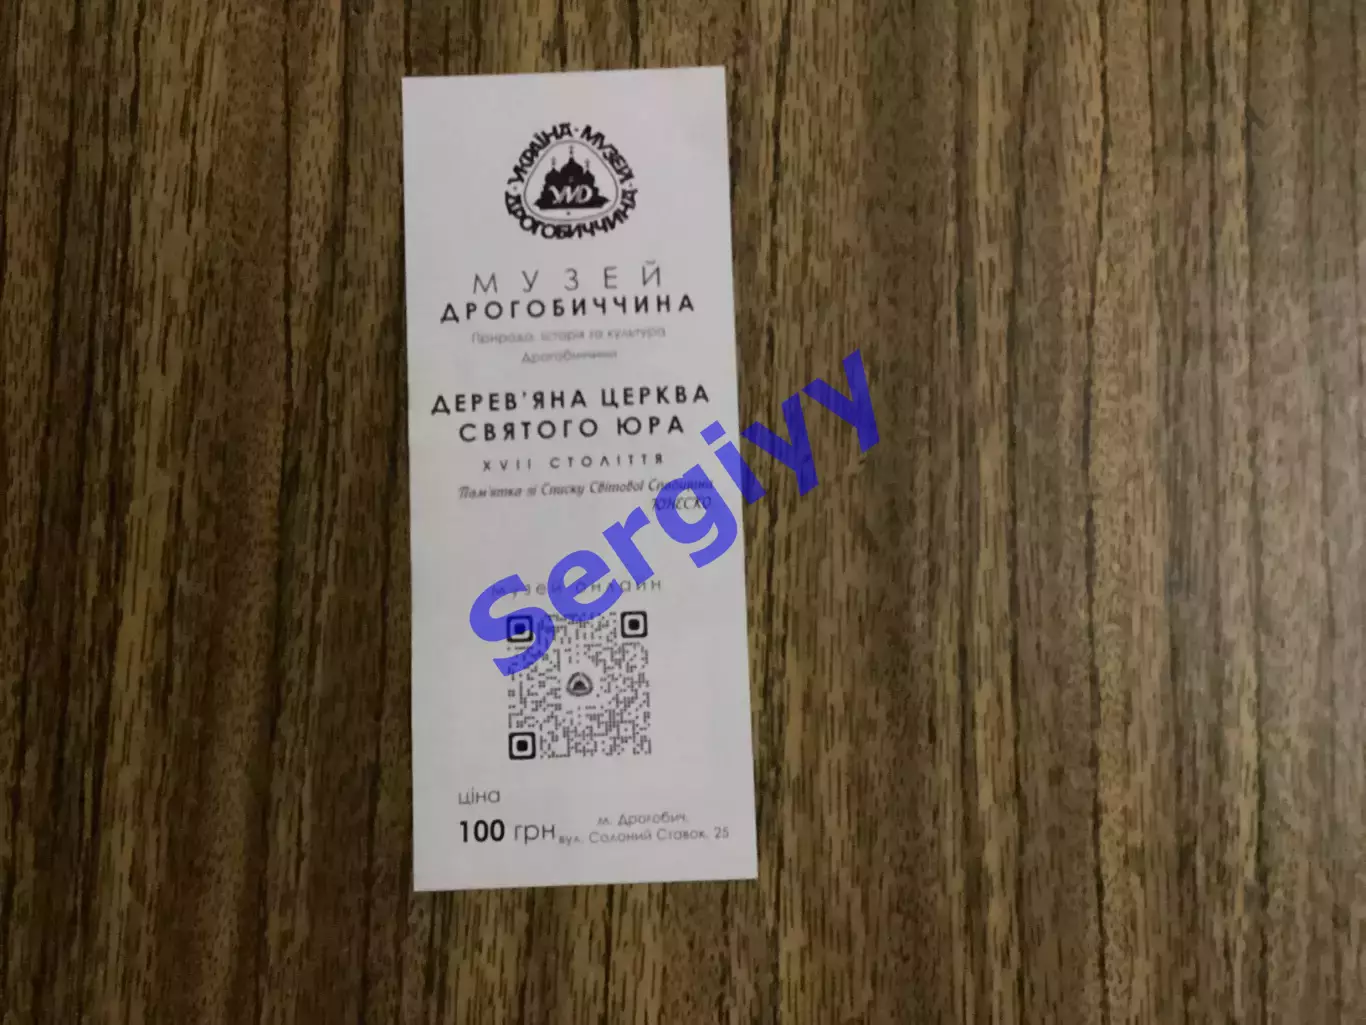 УКРАЇНА · МУЗЕЙ ·
ДРОГОБИЧЧИНА
МУЗЕЙ
ДРОГОБИЧЧИНА
Природа, історія та культура
Дрогобиччини
ДЕРЕВ'ЯНА ЦЕРКВА
СВЯТОГО ЮРА
XVII СТОЛІТТЯ
Пам'ятка зі Списку Світової Спадщини
ЮНЕСКО
Sergiyy
музей онлайн
ціна
100 грн
м. Дрогобич,
вул. Солоний Ставок, 25